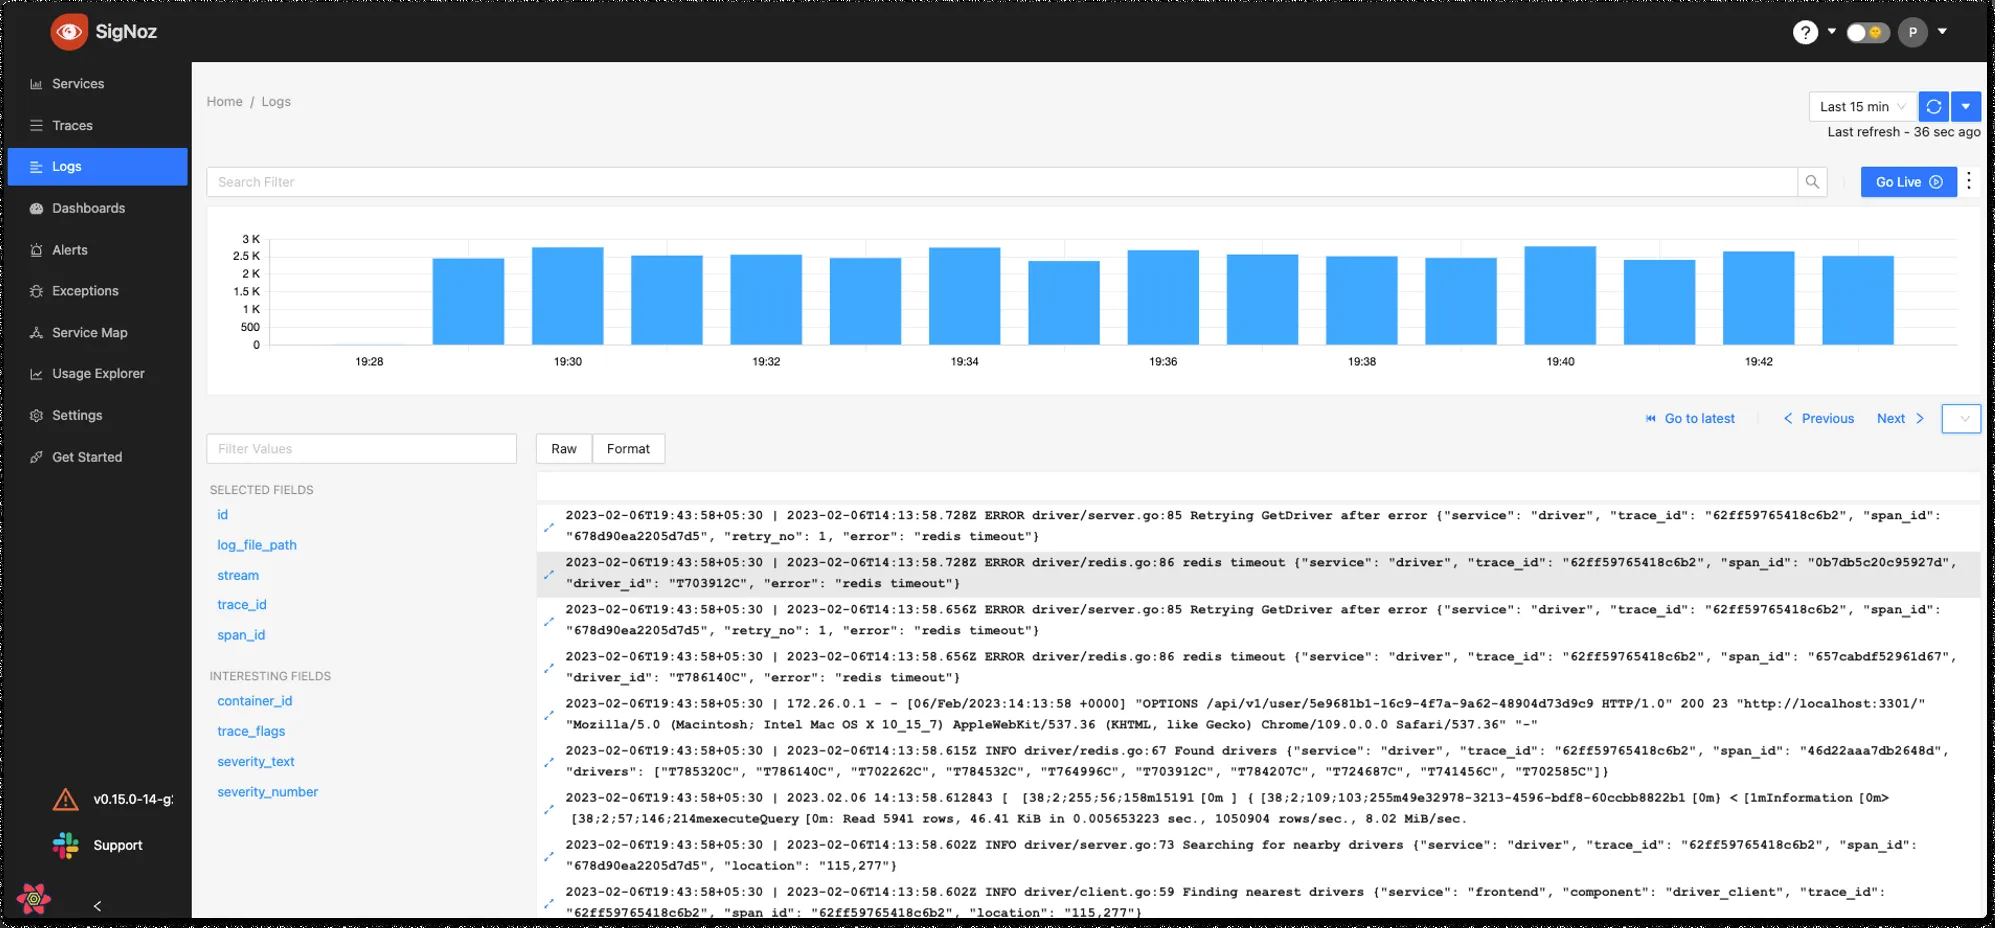 SigNoz
?
P
Services
Traces
Logs
Dashboards
Alerts
Exceptions
Service Map
Usage Explorer
Settings
Get Started
v0.15.0-14-g
Support
Home / Logs
Last 15 min
Last refresh - 36 sec ago
Search Filter
Go Live
3 K
2.5 K
2 K
1.5 K
1 K
500
0
19:28 19:30 19:32 19:34 19:36 19:38 19:40 19:42
Go to latest
Previous
Next
Filter Values
SELECTED FIELDS
id
log_file_path
stream
trace_id
span_id
INTERESTING FIELDS
container_id
trace_flags
severity_text
severity_number
Raw
Format
2023-02-06T19:43:58+05:30 | 2023-02-06T14:13:58.728Z ERROR driver/server.go:85 Retrying GetDriver after error {"service": "driver", "trace_id": "62ff59765418c6b2", "span_id":
"678d90ea2205d7d5", "retry_no": 1, "error": "redis timeout"}
2023-02-06T19:43:58+05:30 | 2023-02-06T14:13:58.728Z ERROR driver/redis.go:86 redis timeout {"service": "driver", "trace_id": "62ff59765418c6b2", "span_id": "0b7db5c20c95927d",
"driver_id": "T703912C", "error": "redis timeout"}
2023-02-06T19:43:58+05:30 | 2023-02-06T14:13:58.656Z ERROR driver/server.go:85 Retrying GetDriver after error {"service": "driver", "trace_id": "62ff59765418c6b2", "span_id":
"678d90ea2205d7d5", "retry_no": 1, "error": "redis timeout"}
2023-02-06T19:43:58+05:30 | 2023-02-06T14:13:58.656Z ERROR driver/redis.go:86 redis timeout {"service": "driver", "trace_id": "62ff59765418c6b2", "span_id": "657cabdf52961d67",
"driver_id": "T786140C", "error": "redis timeout"}
2023-02-06T19:43:58+05:30 | 172.26.0.1 - - [06/Feb/2023:14:13:58 +0000] "OPTIONS /api/v1/user/5e9681b1-16c9-4f7a-9a62-48904d73d9c9 HTTP/1.0" 200 23 "http://localhost:3301/"
"Mozilla/5.0 (Macintosh; Intel Mac OS X 10_15_7) AppleWebKit/537.36 (KHTML, like Gecko) Chrome/109.0.0.0 Safari/537.36" "-"
2023-02-06T19:43:58+05:30 | 2023-02-06T14:13:58.615Z INFO driver/redis.go:67 Found drivers {"service": "driver", "trace_id": "62ff59765418c6b2", "span_id": "46d22aaa7db2648d",
"drivers": ["T785320C", "T786140C", "T702262C", "T784532C", "T764996C", "T703912C", "T784207C", "T724687C", "T741456C", "T702585C"]}
2023-02-06T19:43:58+05:30 | 2023.02.06 14:13:58.612843 [ [38;2;255;56;158m15191 [0m ] { [38;2;109;103;255m49e32978-3213-4596-bdf8-60ccbb8822b1 [0m} < [1mInformation [0m>
[38;2;57;146;214mexecuteQuery [0m: Read 5941 rows, 46.41 KiB in 0.005653223 sec., 1050904 rows/sec., 8.02 MiB/sec.
2023-02-06T19:43:58+05:30 | 2023-02-06T14:13:58.602Z INFO driver/server.go:73 Searching for nearby drivers {"service": "driver", "trace_id": "62ff59765418c6b2", "span_id":
"678d90ea2205d7d5", "location": "115,277"}
2023-02-06T19:43:58+05:30 | 2023-02-06T14:13:58.602Z INFO driver/client.go:59 Finding nearest drivers {"service": "frontend", "component": "driver_client", "trace_id":
"62ff59765418c6b2", "span_id": "62ff59765418c6b2", "location": "115,277"}